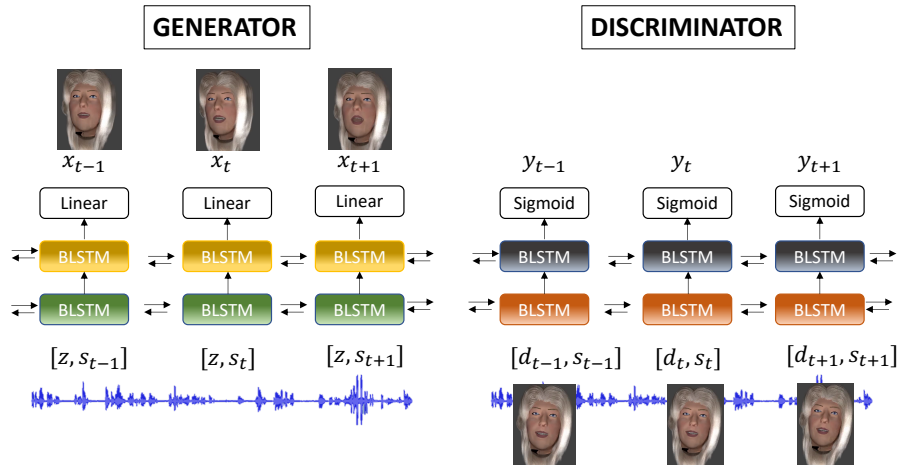 GENERATOR
DISCRIMINATOR
x_{t-1} x_t x_{t+1}
y_{t-1} y_t y_{t+1}
Linear Linear Linear
Sigmoid Sigmoid Sigmoid
BLSTM BLSTM BLSTM
BLSTM BLSTM BLSTM
BLSTM BLSTM BLSTM
BLSTM BLSTM BLSTM
[z, s_{t-1}] [z, s_t] [z, s_{t+1}]
[d_{t-1}, s_{t-1}] [d_t, s_t] [d_{t+1}, s_{t+1}]